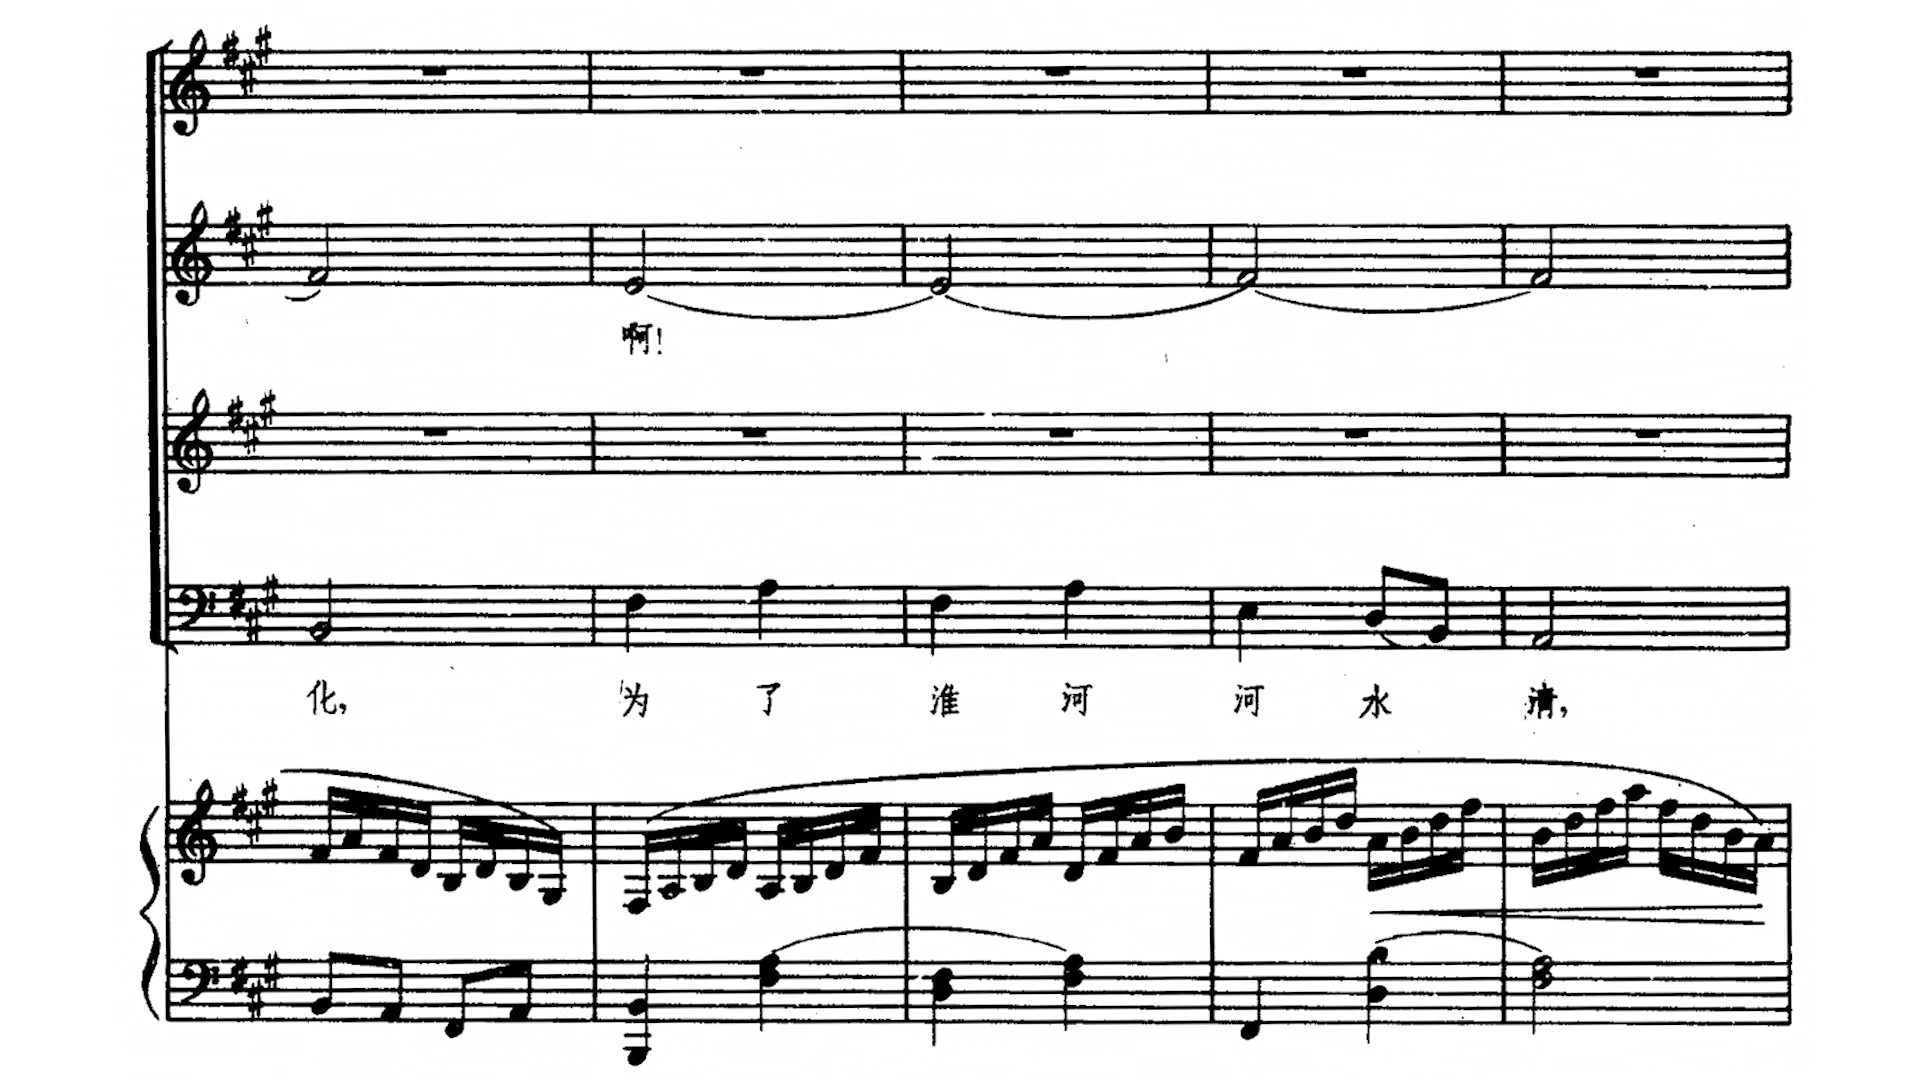 啊!
化, 为 了 淮 河 河 水 清,